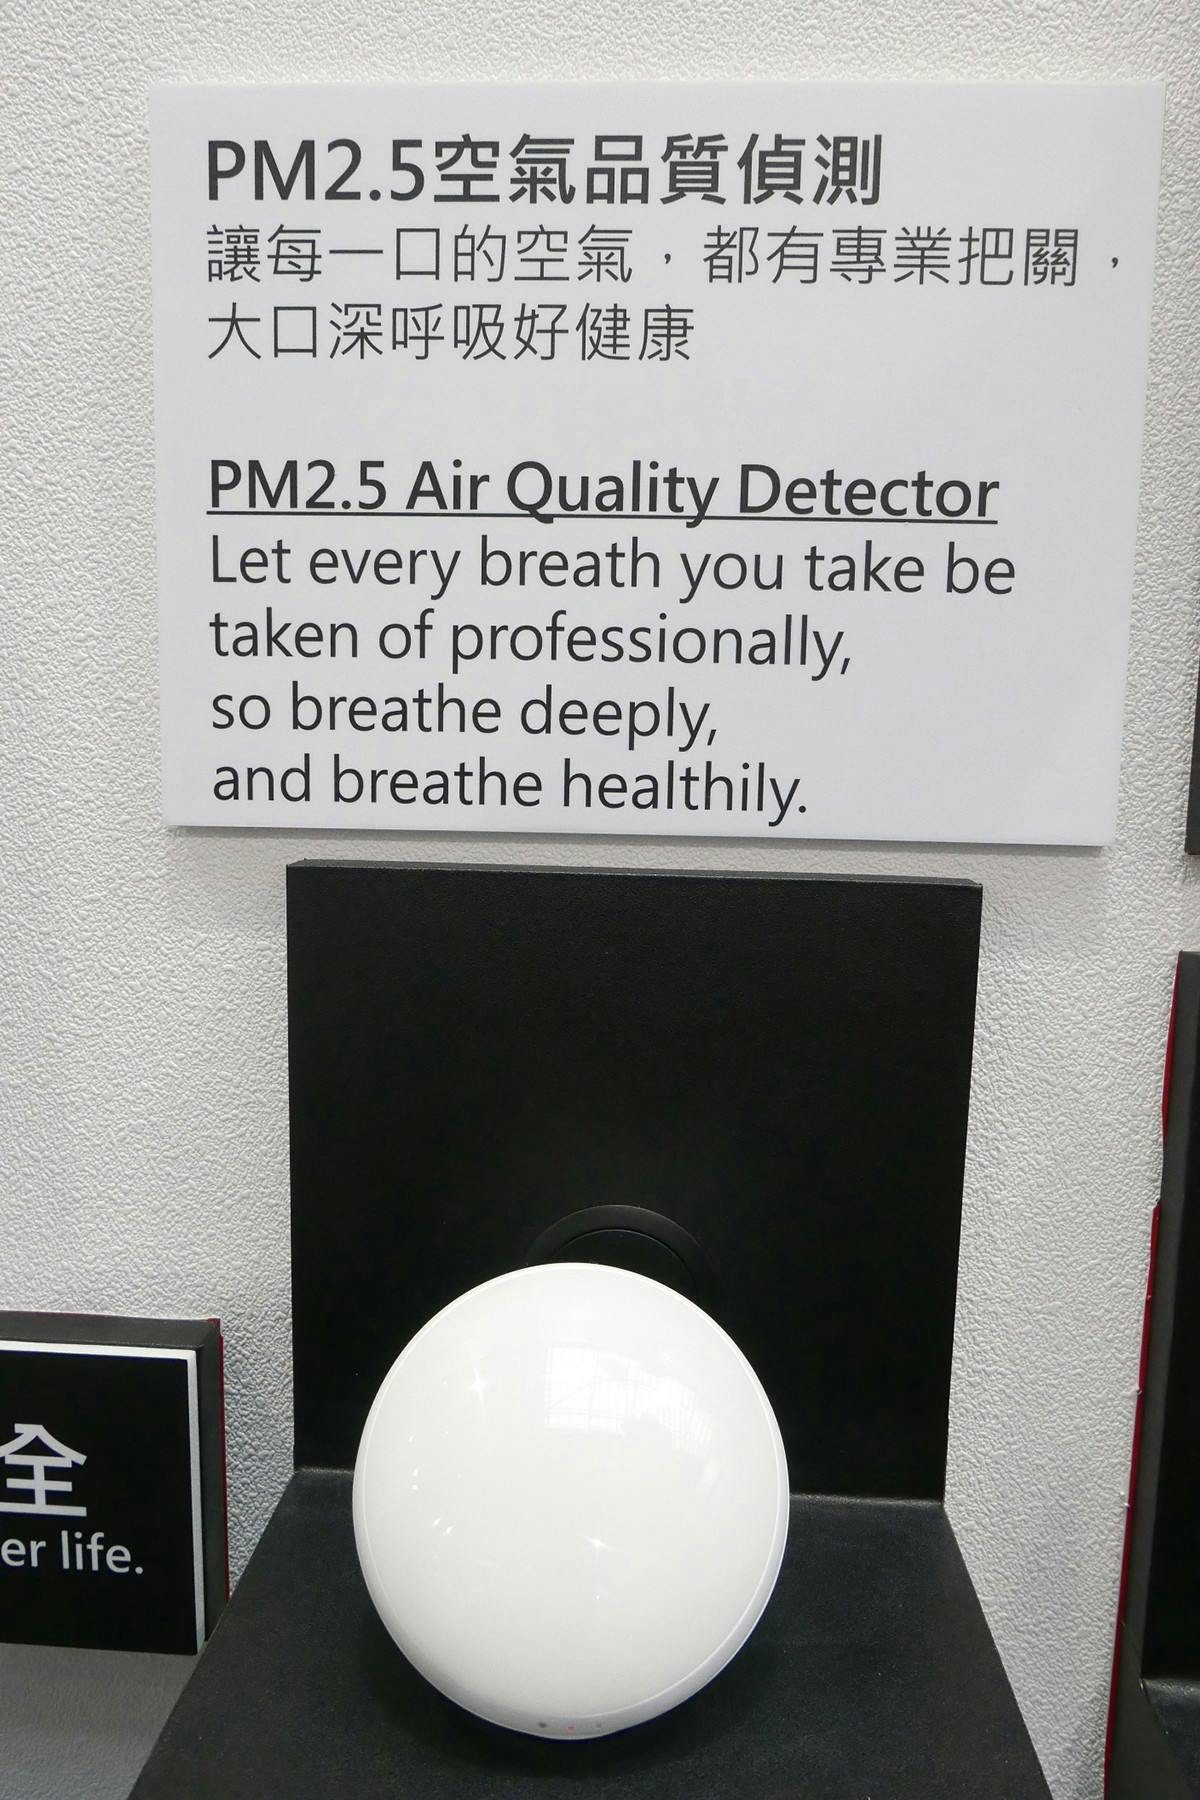 PM2.5空氣品質偵測
讓每一口的空氣，都有專業把關，
大口深呼吸好健康
PM2.5 Air Quality Detector
Let every breath you take be
taken of professionally,
so breathe deeply,
and breathe healthily.
全
er life.